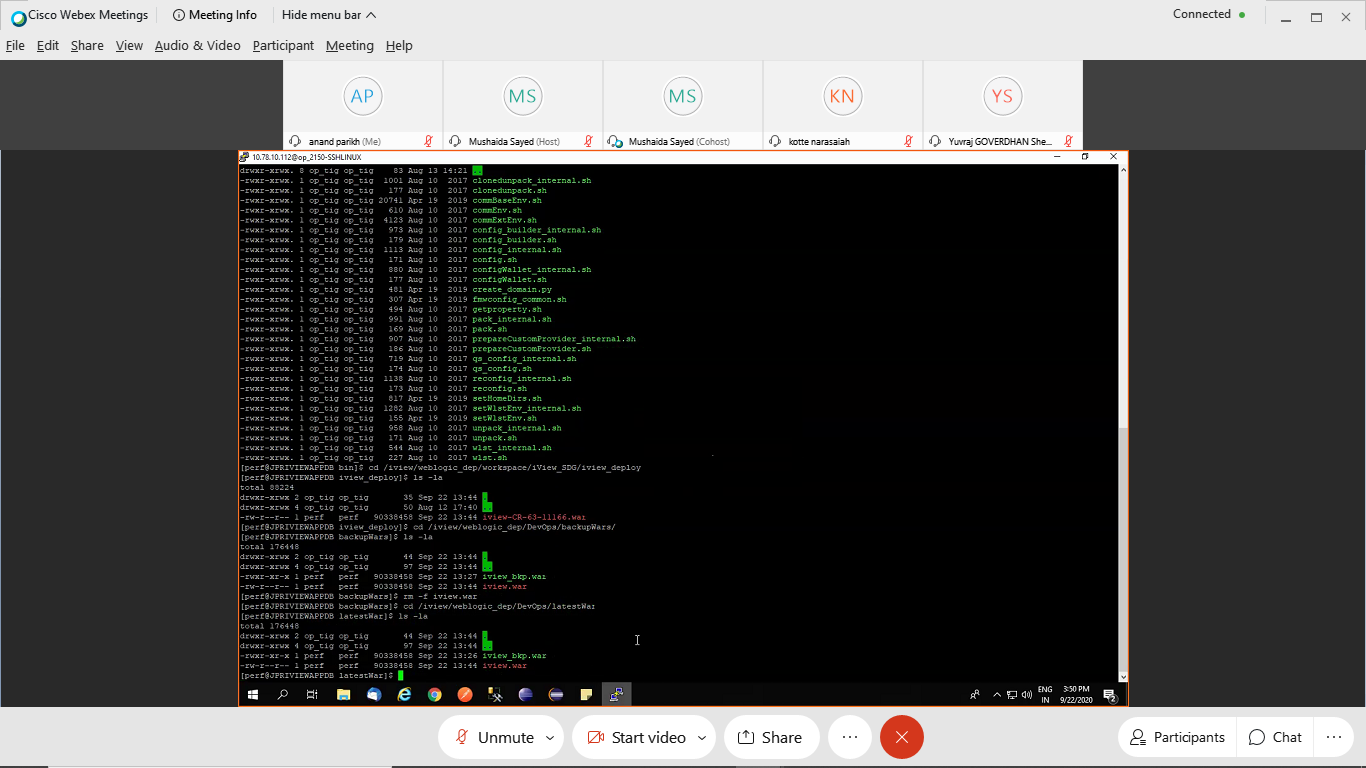 Cisco Webex Meetings Meeting Info Hide menu bar Connected
File Edit Share View Audio & Video Participant Meeting Help
AP MS MS KN YS
anand parikh (Me) Mushaida Sayed (Host) Mushaida Sayed (Cohost) kotte narasaiah Yuvraj GOVERDHAN She...
10.78.10.112@op_2150-SSHLINUX
drwxr-xrwx. 8 op_tig op_tig 83 Aug 13 14:21 ..
-rwxr-xrwx. 1 op_tig op_tig 1001 Aug 10 2017 clonedunpack_internal.sh
-rwxr-xrwx. 1 op_tig op_tig 177 Aug 10 2017 clonedunpack.sh
-rwxr-xrwx. 1 op_tig op_tig 20741 Apr 19 2019 commBaseEnv.sh
-rwxr-xrwx. 1 op_tig op_tig 610 Aug 10 2017 commEnv.sh
-rwxr-xrwx. 1 op_tig op_tig 4123 Aug 10 2017 commExtEnv.sh
-rwxr-xrwx. 1 op_tig op_tig 973 Aug 10 2017 config_builder_internal.sh
-rwxr-xrwx. 1 op_tig op_tig 179 Aug 10 2017 config_builder.sh
-rwxr-xrwx. 1 op_tig op_tig 1113 Aug 10 2017 config_internal.sh
-rwxr-xrwx. 1 op_tig op_tig 171 Aug 10 2017 config.sh
-rwxr-xrwx. 1 op_tig op_tig 880 Aug 10 2017 configWallet_internal.sh
-rwxr-xrwx. 1 op_tig op_tig 177 Aug 10 2017 configWallet.sh
-rwxr-xrwx. 1 op_tig op_tig 481 Apr 19 2019 create_domain.py
-rwxr-xrwx. 1 op_tig op_tig 307 Apr 19 2019 fmwconfig_common.sh
-rwxr-xrwx. 1 op_tig op_tig 494 Aug 10 2017 getproperty.sh
-rwxr-xrwx. 1 op_tig op_tig 991 Aug 10 2017 pack_internal.sh
-rwxr-xrwx. 1 op_tig op_tig 169 Aug 10 2017 pack.sh
-rwxr-xrwx. 1 op_tig op_tig 907 Aug 10 2017 prepareCustomProvider_internal.sh
-rwxr-xrwx. 1 op_tig op_tig 186 Aug 10 2017 prepareCustomProvider.sh
-rwxr-xrwx. 1 op_tig op_tig 719 Aug 10 2017 qs_config_internal.sh
-rwxr-xrwx. 1 op_tig op_tig 174 Aug 10 2017 qs_config.sh
-rwxr-xrwx. 1 op_tig op_tig 1138 Aug 10 2017 reconfig_internal.sh
-rwxr-xrwx. 1 op_tig op_tig 173 Aug 10 2017 reconfig.sh
-rwxr-xrwx. 1 op_tig op_tig 817 Apr 19 2019 setHomeDirs.sh
-rwxr-xrwx. 1 op_tig op_tig 1282 Aug 10 2017 setWlstEnv_internal.sh
-rwxr-xrwx. 1 op_tig op_tig 155 Apr 19 2019 setWlstEnv.sh
-rwxr-xrwx. 1 op_tig op_tig 958 Aug 10 2017 unpack_internal.sh
-rwxr-xrwx. 1 op_tig op_tig 171 Aug 10 2017 unpack.sh
-rwxr-xrwx. 1 op_tig op_tig 544 Aug 10 2017 wlst_internal.sh
-rwxr-xrwx. 1 op_tig op_tig 227 Aug 10 2017 wlst.sh
[perf@JPRIVIEWAPPDB bin]$ cd /iview/weblogic_dep/workspace/iView_SDG/iview_deploy
[perf@JPRIVIEWAPPDB iview_deploy]$ ls -la
total 88224
drwxr-xrwx 2 op_tig op_tig 35 Sep 22 13:44 .
drwxr-xrwx 4 op_tig op_tig 50 Aug 12 17:40 ..
-rw-r--r-- 1 perf perf 90338458 Sep 22 13:44 iview-CR-63-11166.war
[perf@JPRIVIEWAPPDB iview_deploy]$ cd /iview/weblogic_dep/DevOps/backupWars/
[perf@JPRIVIEWAPPDB backupWars]$ ls -la
total 176448
drwxr-xrwx 2 op_tig op_tig 44 Sep 22 13:44 .
drwxr-xrwx 4 op_tig op_tig 97 Sep 22 13:44 ..
-rwxr-xr-x 1 perf perf 90338458 Sep 22 13:27 iview_bkp.war
-rw-r--r-- 1 perf perf 90338458 Sep 22 13:44 iview.war
[perf@JPRIVIEWAPPDB backupWars]$ rm -f iview.war
[perf@JPRIVIEWAPPDB backupWars]$ cd /iview/weblogic_dep/DevOps/latestWar
[perf@JPRIVIEWAPPDB latestWar]$ ls -la
total 176448
drwxr-xrwx 2 op_tig op_tig 44 Sep 22 13:44 .
drwxr-xrwx 4 op_tig op_tig 97 Sep 22 13:44 ..
-rwxr-xr-x 1 perf perf 90338458 Sep 22 13:26 iview_bkp.war
-rw-r--r-- 1 perf perf 90338458 Sep 22 13:44 iview.war
[perf@JPRIVIEWAPPDB latestWar]$
ENG 3:50 PM
IN 9/22/2020 2
Unmute Start video Share Participants Chat